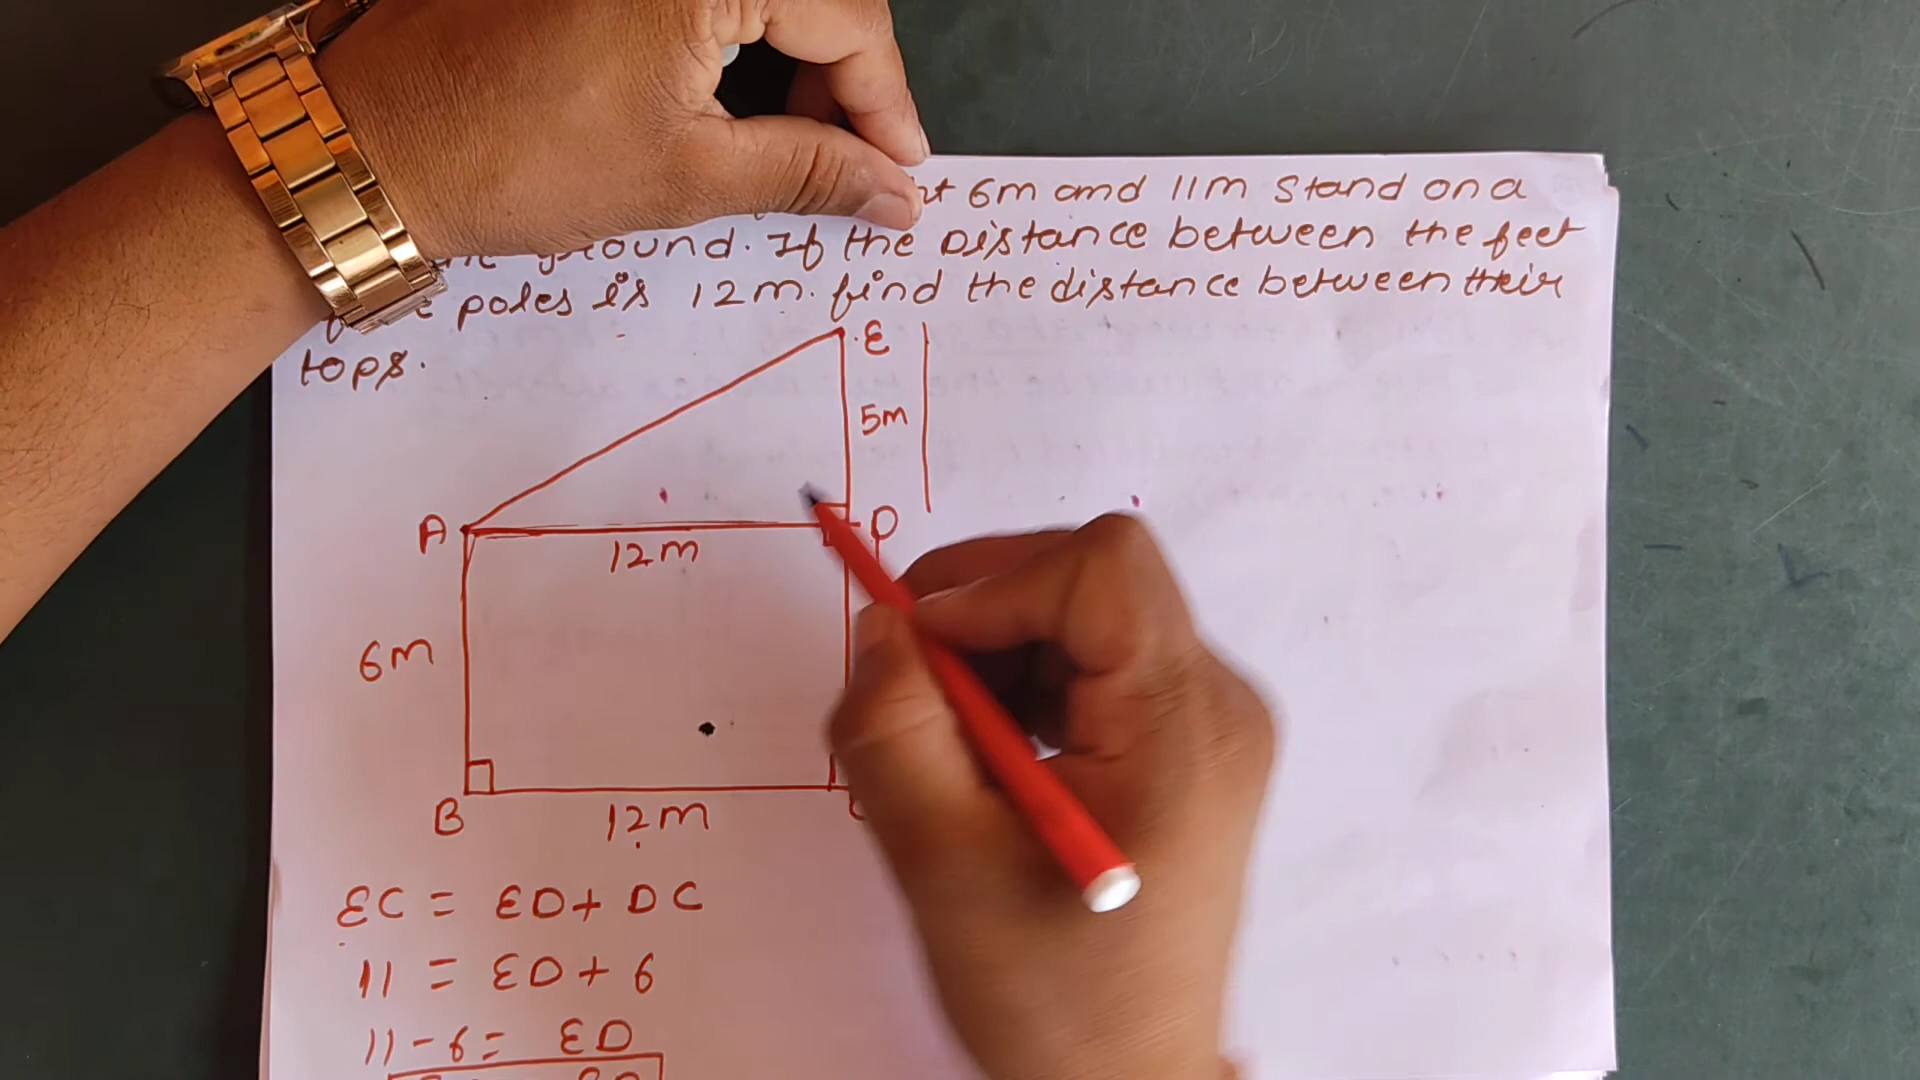 6m and 11m stand on a
ground. If the Distance between the feet
poles is 12m. find the distance between their
tops.
E
5m
A
D
12m
6m
B
12m
EC = ED + DC
11 = ED + 6
11 - 6 = ED